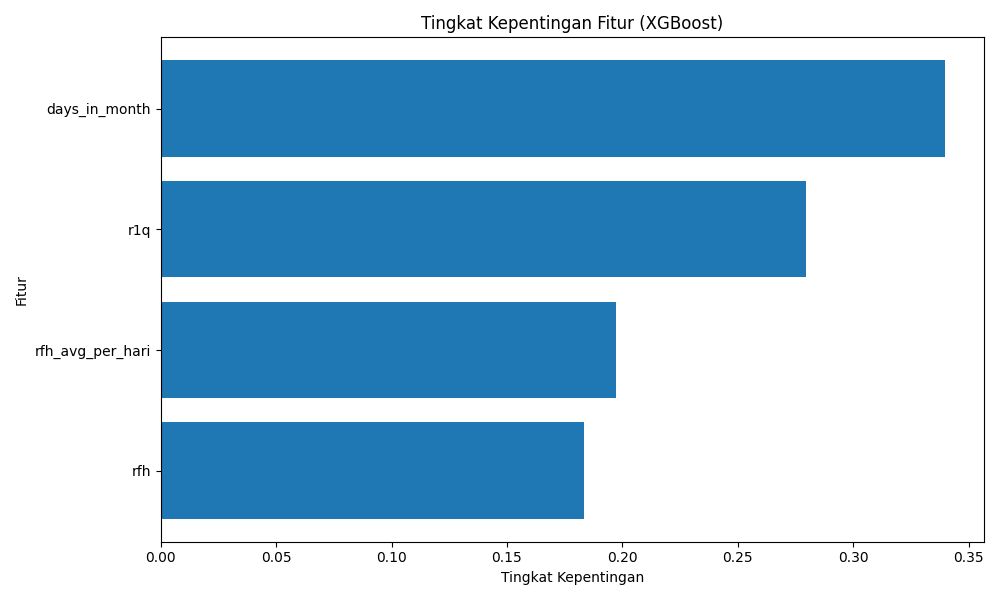 Tingkat Kepentingan Fitur (XGBoost)
days_in_month
r1q
rfh_avg_per_hari
rfh
Fitur
0.00 0.05 0.10 0.15 0.20 0.25 0.30 0.35
Tingkat Kepentingan